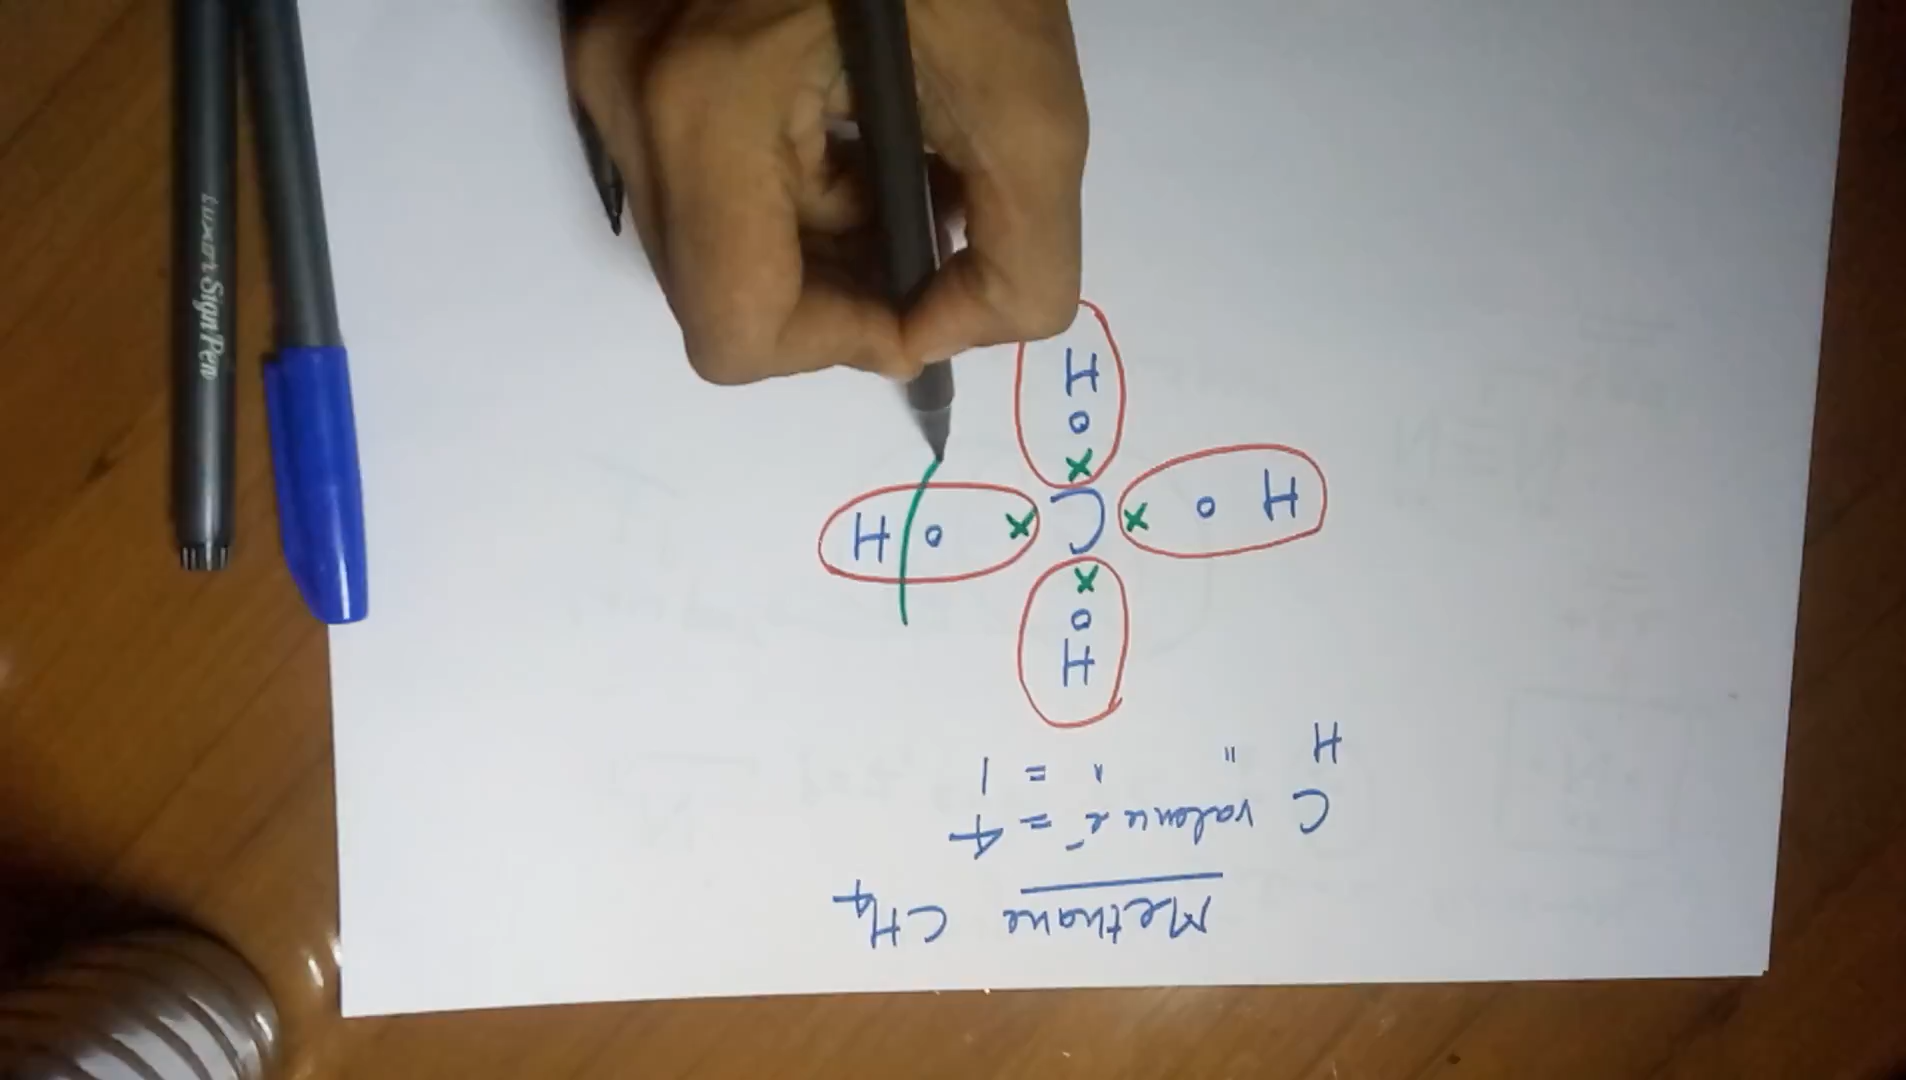 Methane CH4
C valence e- = 4
H " " = 1
H
o
x
H o x C x o H
x
o
H
Luxor Sign Pen